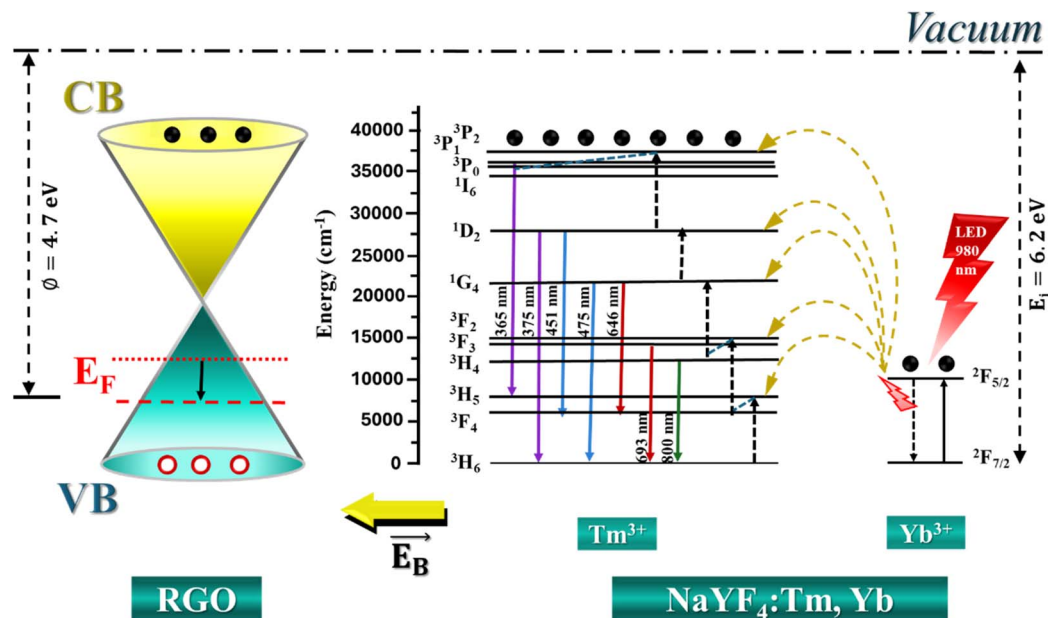 Vacuum
CB
ø = 4.7 eV
E_F
VB
RGO
Energy (cm⁻¹)
40000
35000
30000
25000
20000
15000
10000
5000
0
³P₂
³P₁
³P₀
¹I₆
¹D₂
¹G₄
³F₂
³F₃
³H₄
³H₅
³F₄
³H₆
365 nm
375 nm
451 nm
475 nm
646 nm
693 nm
800 nm
LED
980
nm
²F₅/₂
²F₇/₂
Eᵢ = 6.2 eV
E_B
Tm³⁺
Yb³⁺
NaYF₄:Tm, Yb